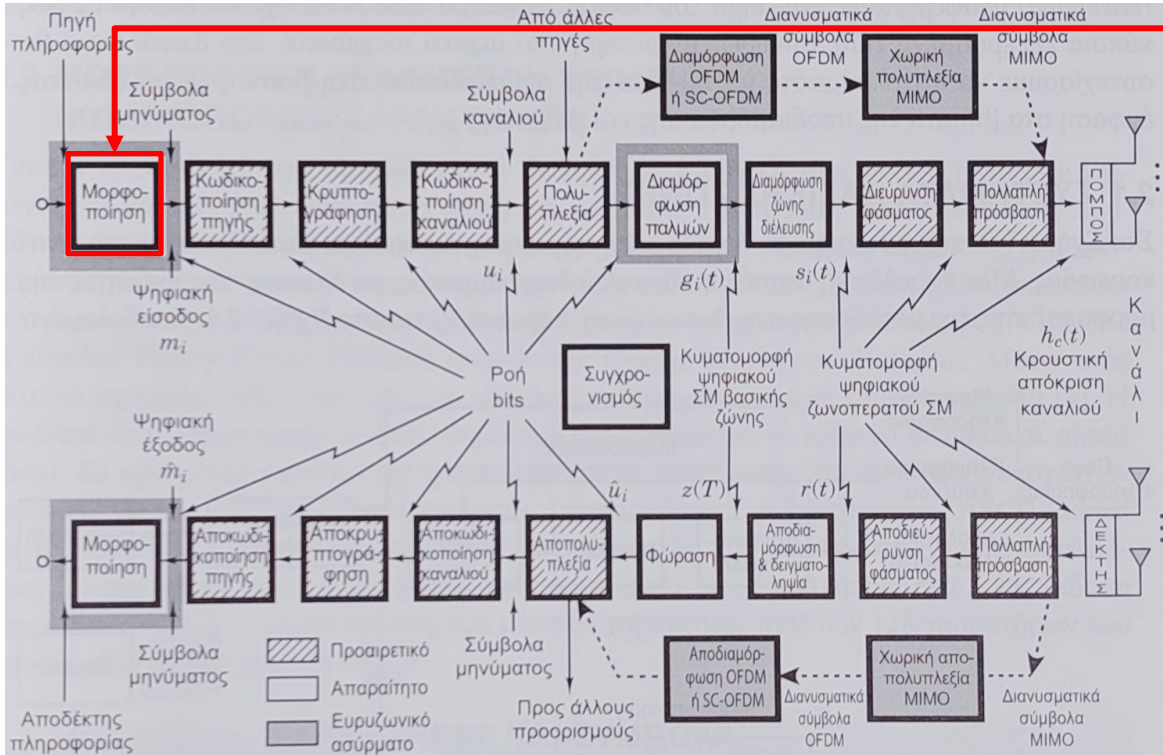 Πηγή
πληροφορίας
Από άλλες
πηγές
Διανυσματικά
σύμβολα
OFDM
Διανυσματικά
σύμβολα
MIMO
Διαμόρφωση
OFDM
ή SC-OFDM
Χωρική
πολυπλεξία
MIMO
Σύμβολα
μηνύματος
Σύμβολα
καναλιού
Μορφο-
ποίηση
Κωδικο-
ποίηση
πηγής
Κρυπτο-
γράφηση
Κωδικο-
ποίηση
καναλιού
Πολυ-
πλεξία
Διαμόρ-
φωση
παλμών
Διαμόρφωση
ζώνης
διέλευσης
Διεύρυνση
φάσματος
Πολλαπλή
πρόσβαση
ΠΟΜΠΟΣ
Ψηφιακή
είσοδος
m_i
u_i
g_i(t)
s_i(t)
Ροή
bits
Συγχρο-
νισμός
Κυματομορφή
ψηφιακού
ΣΜ βασικής
ζώνης
Κυματομορφή
ψηφιακού
ζωνοπερατού ΣΜ
h_c(t)
Κρουστική
απόκριση
καναλιού
Κανάλι
Ψηφιακή
έξοδος
m̂_i
û_i
z(T)
r(t)
Μορφο-
ποίηση
Αποκωδι-
κοποίηση
πηγής
Αποκρυ-
πτογρά-
φηση
Αποκωδι-
κοποίηση
καναλιού
Αποπολυ-
πλεξία
Φώραση
Αποδια-
μόρφωση
& δειγματο-
ληψία
Αποδιεύ-
ρυνση
φάσματος
Πολλαπλή
πρόσβαση
ΔΕΚΤΗΣ
Σύμβολα
μηνύματος
Αποδέκτης
πληροφορίας
Προαιρετικό
Απαραίτητο
Ευρυζωνικό
ασύρματο
Σύμβολα
μηνύματος
Προς άλλους
προορισμούς
Αποδιαμόρ-
φωση OFDM
ή SC-OFDM
Διανυσματικά
σύμβολα
OFDM
Χωρική απο-
πολυπλεξία
MIMO
Διανυσματικά
σύμβολα
MIMO